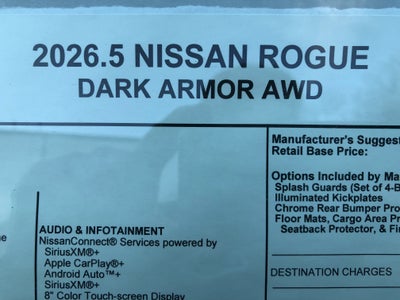 2026.5 NISSAN ROGUE
DARK ARMOR AWD
Manufacturer's Suggest
Retail Base Price:
Options Included by Ma
Splash Guards (Set of 4-B
Illuminated Kickplates
Chrome Rear Bumper Pro
Floor Mats, Cargo Area Pr
Seatback Protector, & Fi
AUDIO & INFOTAINMENT
NissanConnect® Services powered by
SiriusXM®+
Apple CarPlay®+
Android Auto™+
SiriusXM®+
8" Color Touch-screen Display
DESTINATION CHARGES